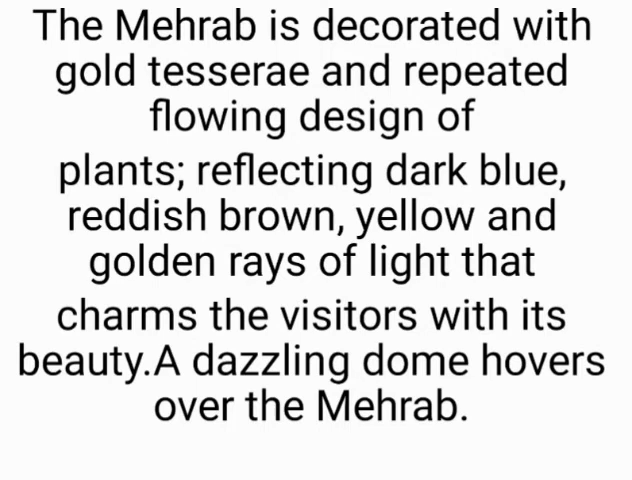 The Mehrab is decorated with
gold tesserae and repeated
flowing design of
plants; reflecting dark blue,
reddish brown, yellow and
golden rays of light that
charms the visitors with its
beauty.A dazzling dome hovers
over the Mehrab.